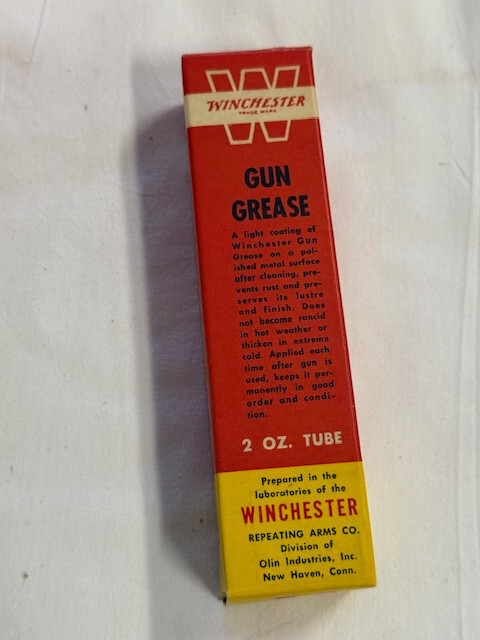 W
WINCHESTER
TRADE MARK
GUN
GREASE
A light coating of
Winchester Gun
Grease on a pol-
ished metal surface
after cleaning, pre-
vents rust and pre-
serves its lustre
and finish. Does
not become rancid
in hot weather or
thicken in extreme
cold. Applied each
time after gun is
used, keeps it per-
manently in good
order and condi-
tion.
2 OZ. TUBE
Prepared in the
laboratories of the
WINCHESTER
REPEATING ARMS CO.
Division of
Olin Industries, Inc.
New Haven, Conn.